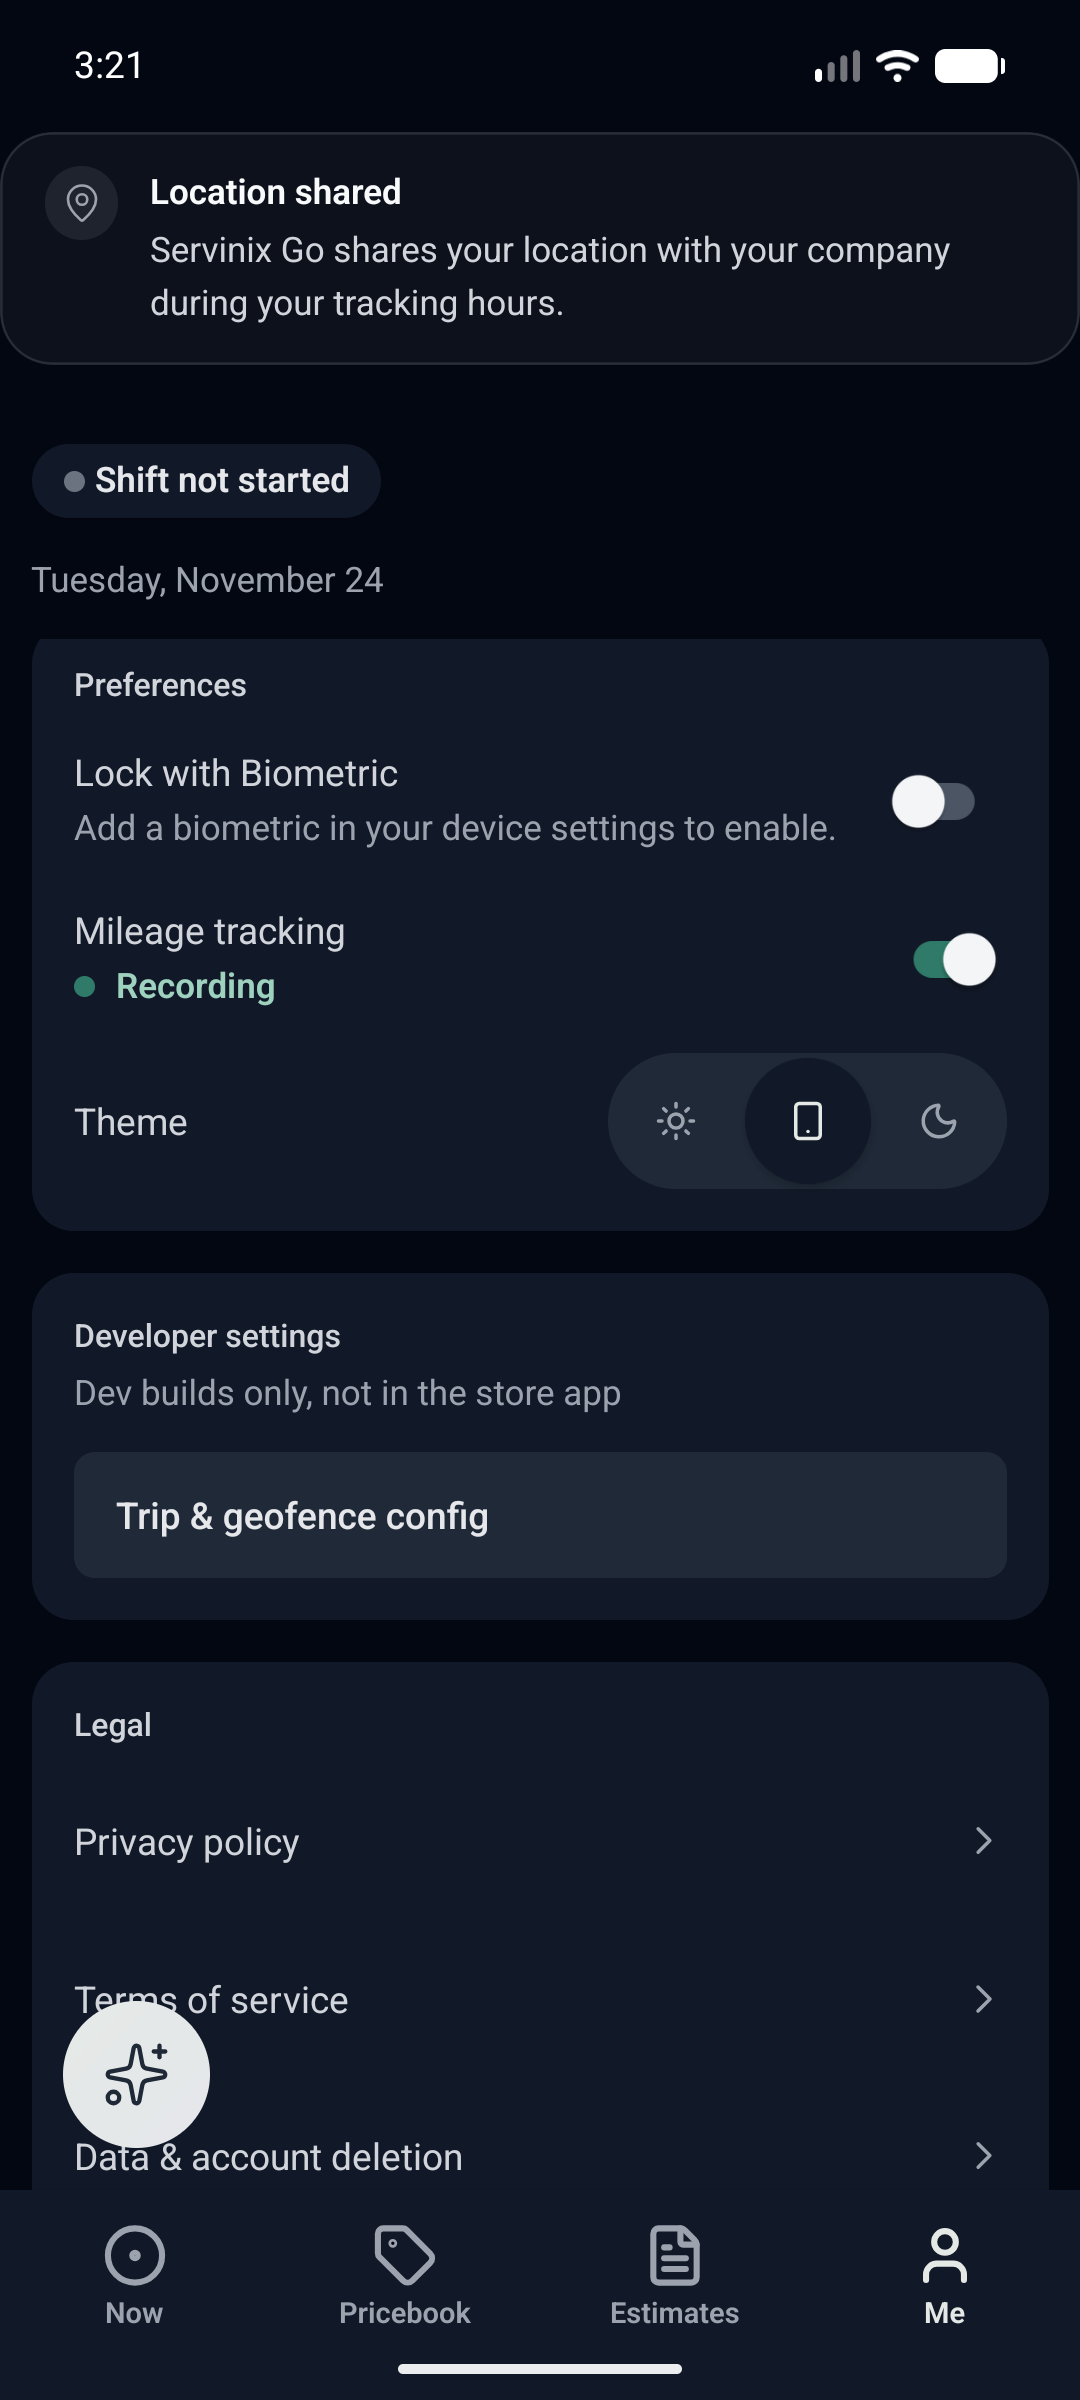 3:21
Location shared
Servinix Go shares your location with your company
during your tracking hours.
Shift not started
Tuesday, November 24
Preferences
Lock with Biometric
Add a biometric in your device settings to enable.
Mileage tracking
Recording
Theme
Developer settings
Dev builds only, not in the store app
Trip & geofence config
Legal
Privacy policy
Terms of service
Data & account deletion
Now
Pricebook
Estimates
Me